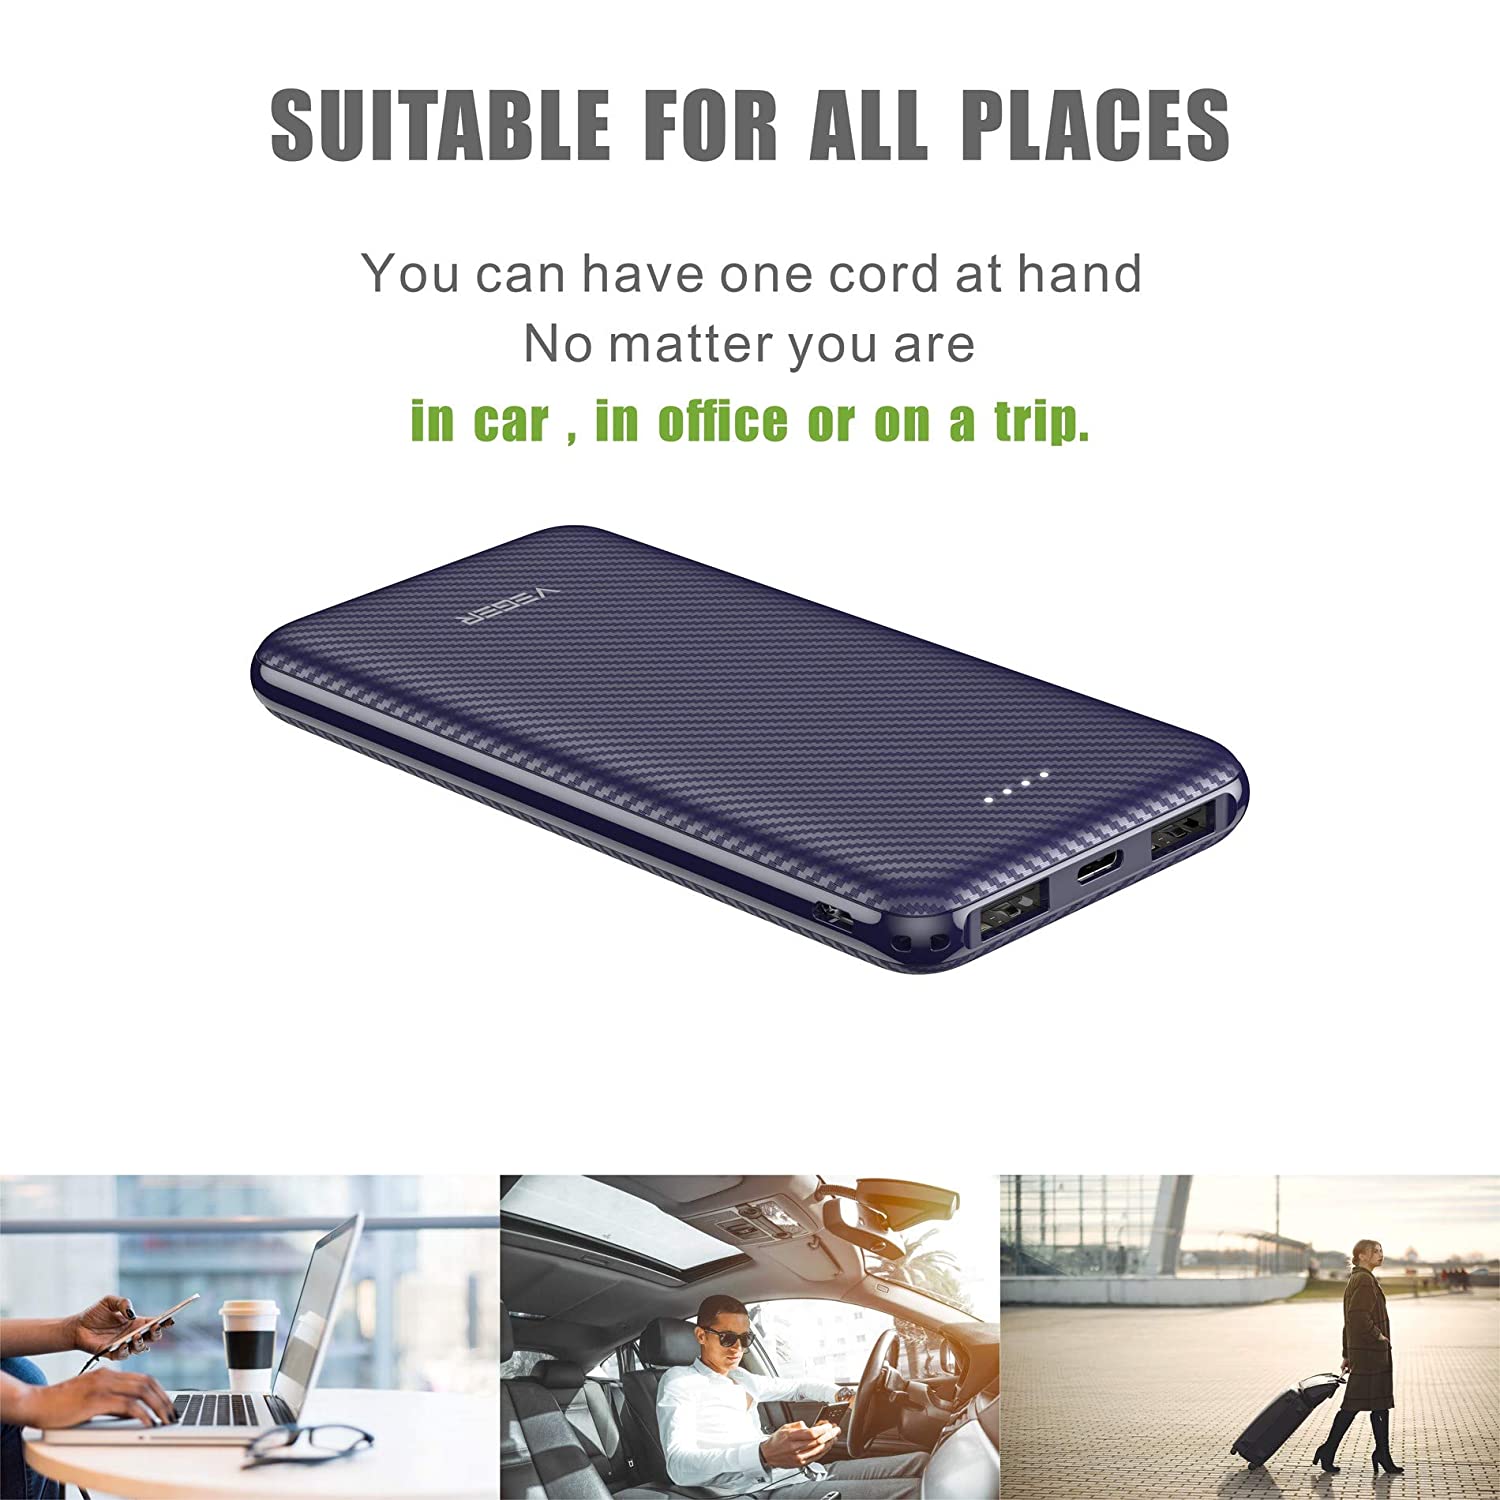 SUITABLE FOR ALL PLACES
You can have one cord at hand
No matter you are
in car , in office or on a trip.
VEGER